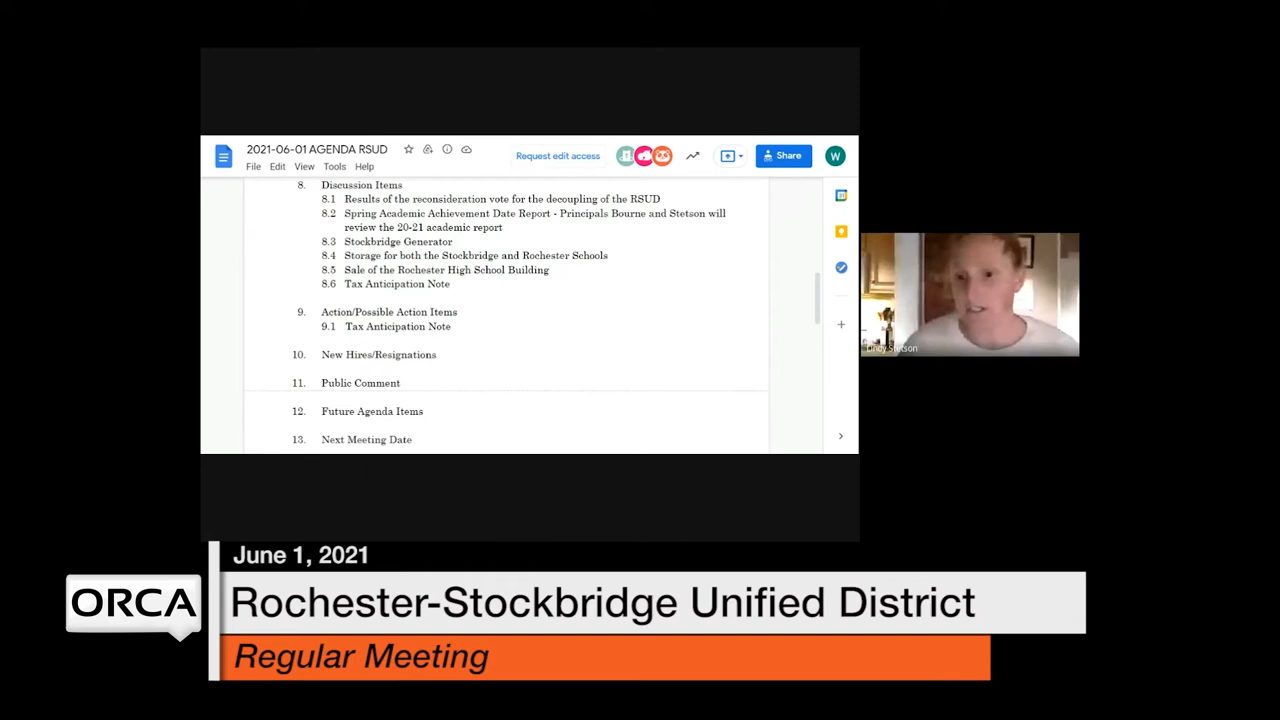 2021-06-01 AGENDA RSUD
File Edit View Tools Help
Request edit access
Share
W
8. Discussion Items
8.1 Results of the reconsideration vote for the decoupling of the RSUD
8.2 Spring Academic Achievement Date Report - Principals Bourne and Stetson will
review the 20-21 academic report
8.3 Stockbridge Generator
8.4 Storage for both the Stockbridge and Rochester Schools
8.5 Sale of the Rochester High School Building
8.6 Tax Anticipation Note
9. Action/Possible Action Items
9.1 Tax Anticipation Note
10. New Hires/Resignations
11. Public Comment
12. Future Agenda Items
13. Next Meeting Date
Lindy Stetson
June 1, 2021
ORCA
Rochester-Stockbridge Unified District
Regular Meeting